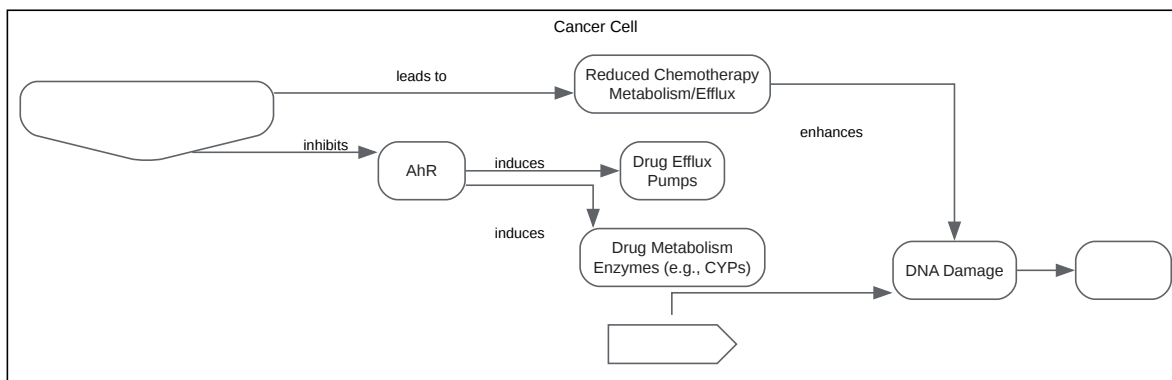 Cancer Cell
leads to
Reduced Chemotherapy
Metabolism/Efflux
enhances
inhibits
AhR
induces
Drug Efflux
Pumps
induces
Drug Metabolism
Enzymes (e.g., CYPs)
DNA Damage